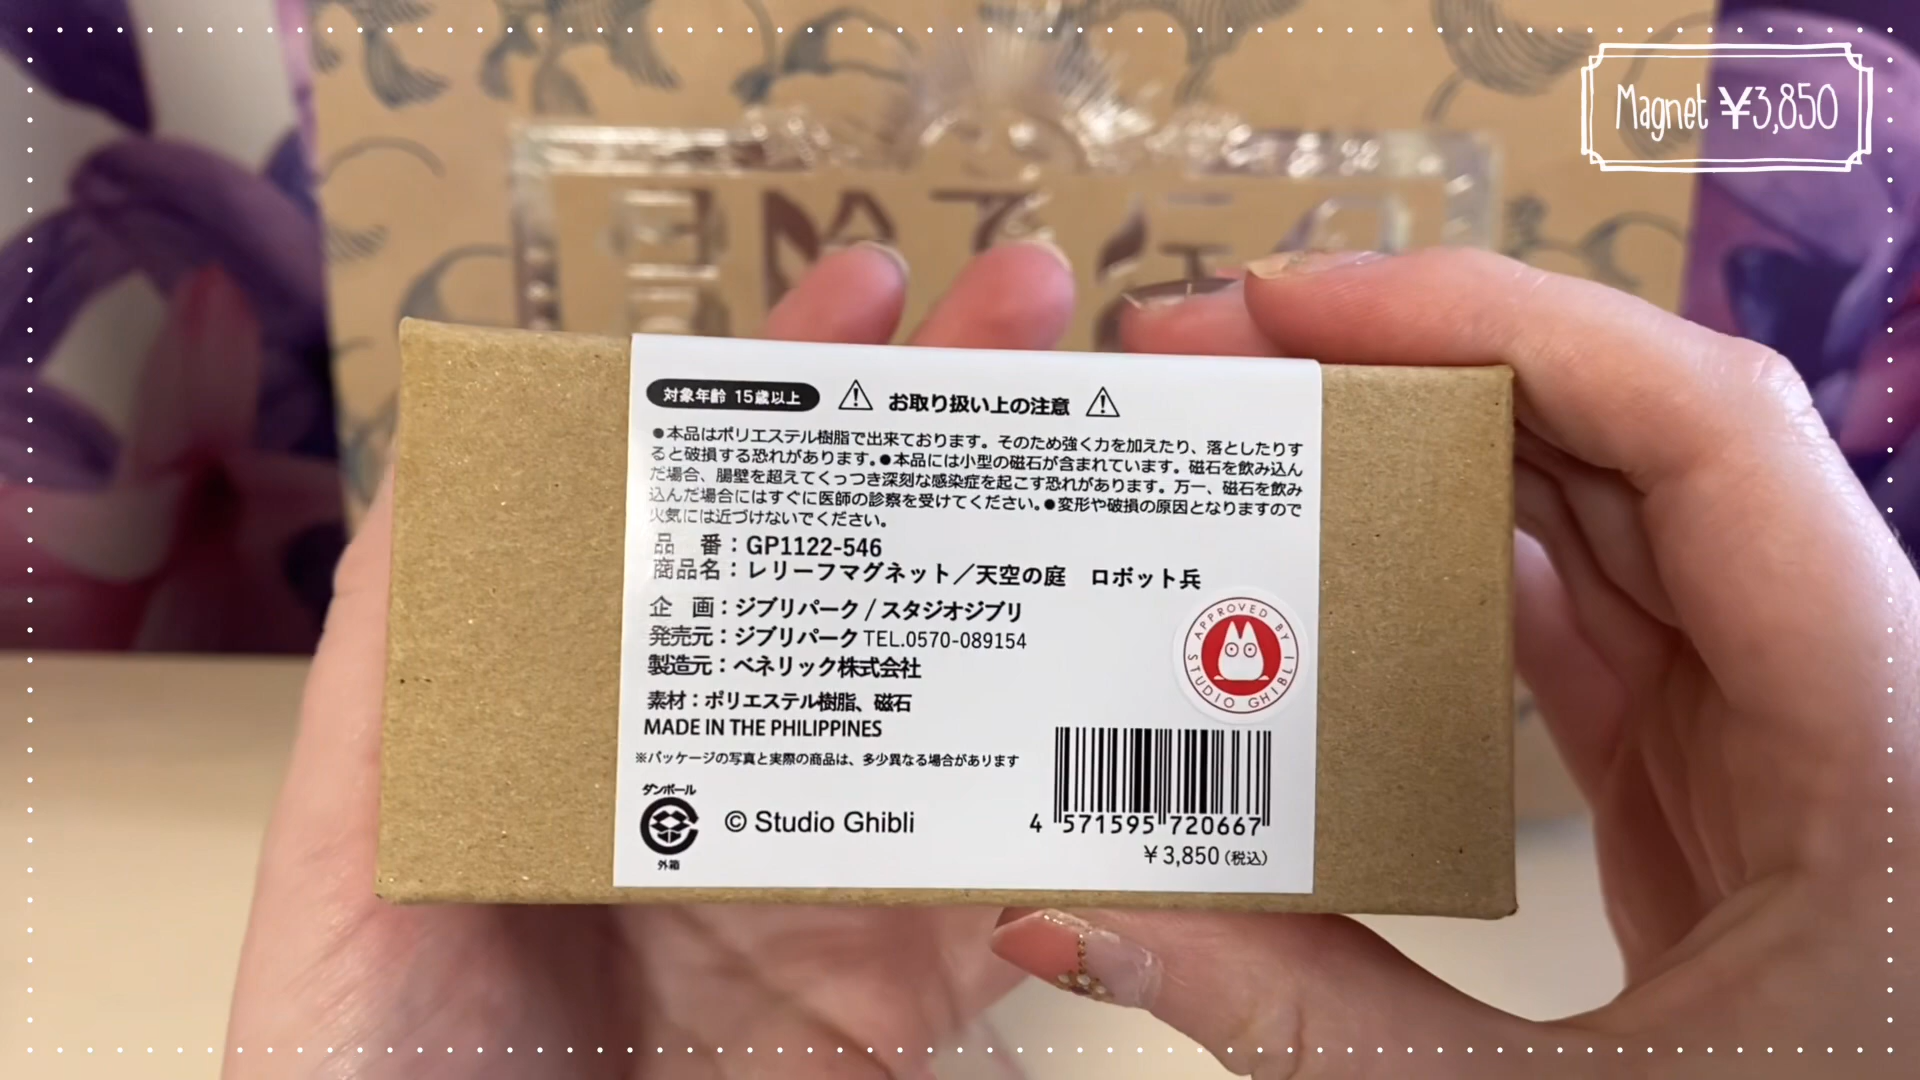 Magnet ¥3,850
対象年齢 15歳以上
お取り扱い上の注意
●本品はポリエステル樹脂で出来ております。そのため強く力を加えたり、落としたりす
ると破損する恐れがあります。●本品には小型の磁石が含まれています。磁石を飲み込ん
だ場合、腸壁を超えてくっつき深刻な感染症を起こす恐れがあります。万一、磁石を飲み
込んだ場合にはすぐに医師の診察を受けてください。●変形や破損の原因となりますので
火気には近づけないでください。
品 番：GP1122-546
商品名：レリーフマグネット／天空の庭 ロボット兵
企 画：ジブリパーク / スタジオジブリ
発売元：ジブリパーク TEL.0570-089154
製造元：ベネリック株式会社
素材：ポリエステル樹脂、磁石
MADE IN THE PHILIPPINES
※パッケージの写真と実際の商品は、多少異なる場合があります
APPROVED BY
STUDIO GHIBLI
ダンボール
外箱
© Studio Ghibli
4 571595 720667
¥3,850(税込)